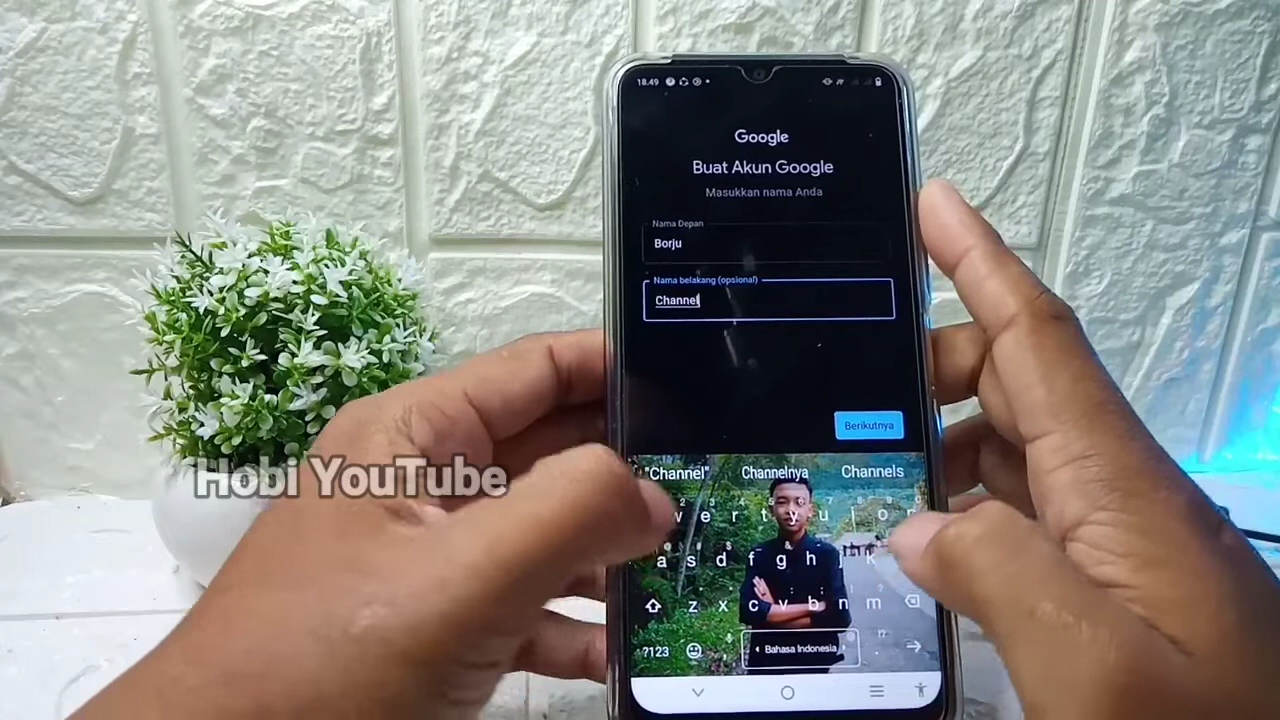 18.49
Google
Buat Akun Google
Masukkan nama Anda
Nama Depan
Borju
Nama belakang (opsional)
Channel
Berikutnya
"Channel" Channelnya Channels
w e r t y u i o
a s d f g h j k
z x c v b n m
?123
Bahasa Indonesia
Hobi YouTube